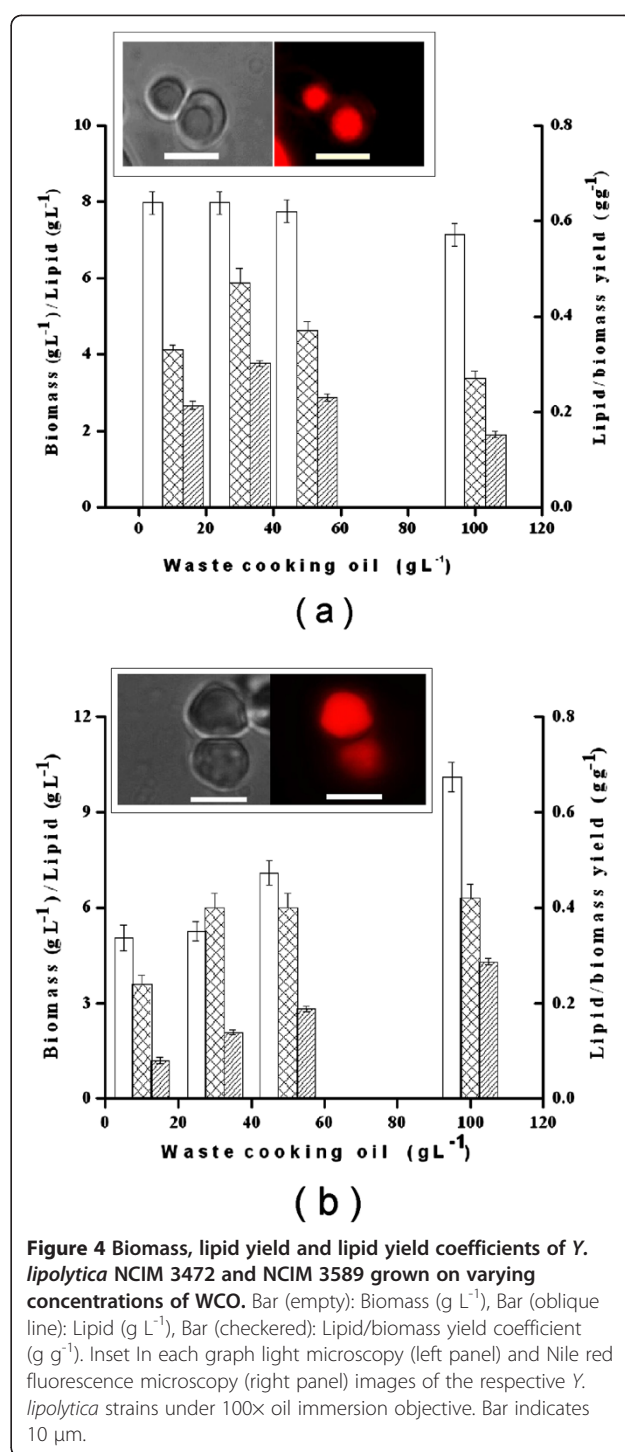 10
8
6
4
2
0
Biomass (gL⁻¹)/Lipid (gL⁻¹)
0.8
0.6
0.4
0.2
0.0
Lipid/biomass yield (gg⁻¹)
0 20 40 60 80 100 120
Waste cooking oil (gL⁻¹)
(a)
12
9
6
3
0
Biomass (gL⁻¹)/Lipid (gL⁻¹)
0.8
0.6
0.4
0.2
0.0
Lipid/biomass yield (gg⁻¹)
0 20 40 60 80 100 120
Waste cooking oil (gL⁻¹)
(b)
Figure 4 Biomass, lipid yield and lipid yield coefficients of Y.
lipolytica NCIM 3472 and NCIM 3589 grown on varying
concentrations of WCO. Bar (empty): Biomass (g L⁻¹), Bar (oblique
line): Lipid (g L⁻¹), Bar (checkered): Lipid/biomass yield coefficient
(g g⁻¹). Inset In each graph light microscopy (left panel) and Nile red
fluorescence microscopy (right panel) images of the respective Y.
lipolytica strains under 100× oil immersion objective. Bar indicates
10 μm.